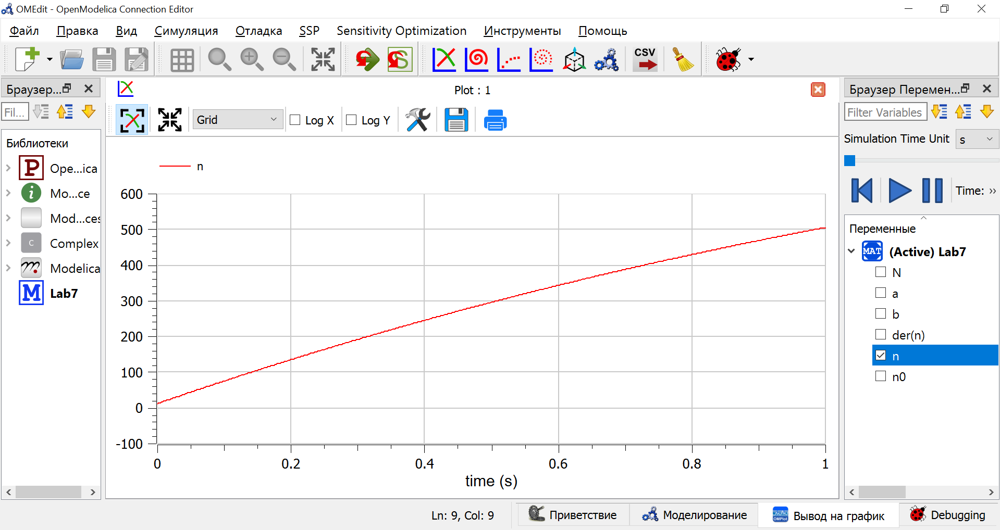 OMEdit - OpenModelica Connection Editor
Файл Правка Вид Симуляция Отладка SSP Sensitivity Optimization Инструменты Помощь
CSV
Браузер...
Fil...
Библиотеки
P Ope...ica
i Mo...ce
Mod...ces
C Complex
m Modelica
M Lab7
Plot : 1
Grid Log X Log Y
n
600
500
400
300
200
100
0
-100
0 0.2 0.4 0.6 0.8 1
time (s)
Браузер Перемен...
Filter Variables
Simulation Time Unit s
Time: »
Переменные
MAT (Active) Lab7
N
a
b
der(n)
n
n0
Ln: 9, Col: 9 Приветствие Моделирование OMPlot Вывод на график Debugging